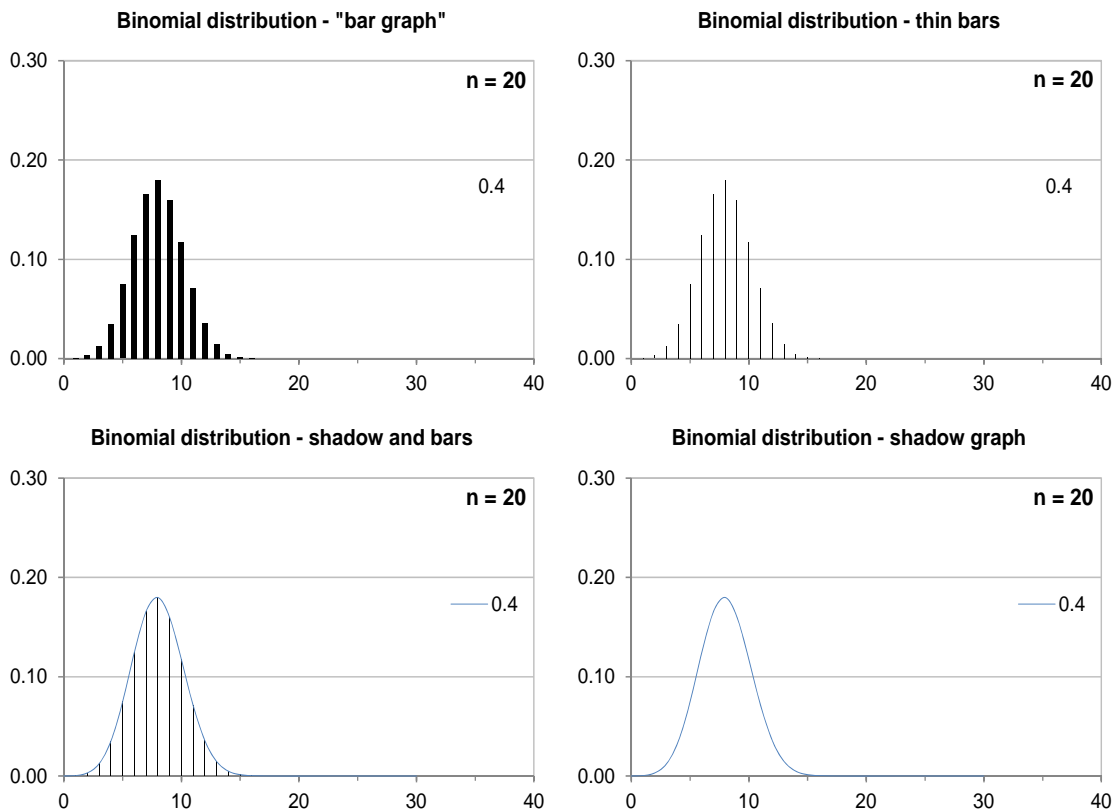 Binomial distribution - "bar graph"
0.30
n = 20
0.20
0.4
0.10
0.00
0 10 20 30 40
Binomial distribution - thin bars
0.30
n = 20
0.20
0.4
0.10
0.00
0 10 20 30 40
Binomial distribution - shadow and bars
0.30
n = 20
0.20
0.4
0.10
0.00
0 10 20 30 40
Binomial distribution - shadow graph
0.30
n = 20
0.20
0.4
0.10
0.00
0 10 20 30 40